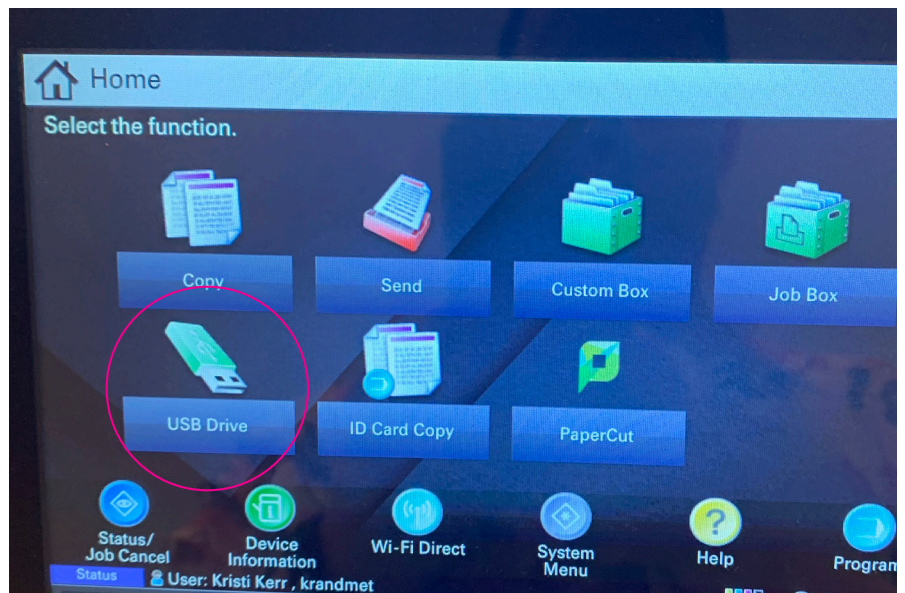 Home
Select the function.
Copy
Send
Custom Box
Job Box
USB Drive
ID Card Copy
PaperCut
Status/
Job Cancel
Device
Information
Wi-Fi Direct
System
Menu
Help
Program
Status
User: Kristi Kerr , krandmet